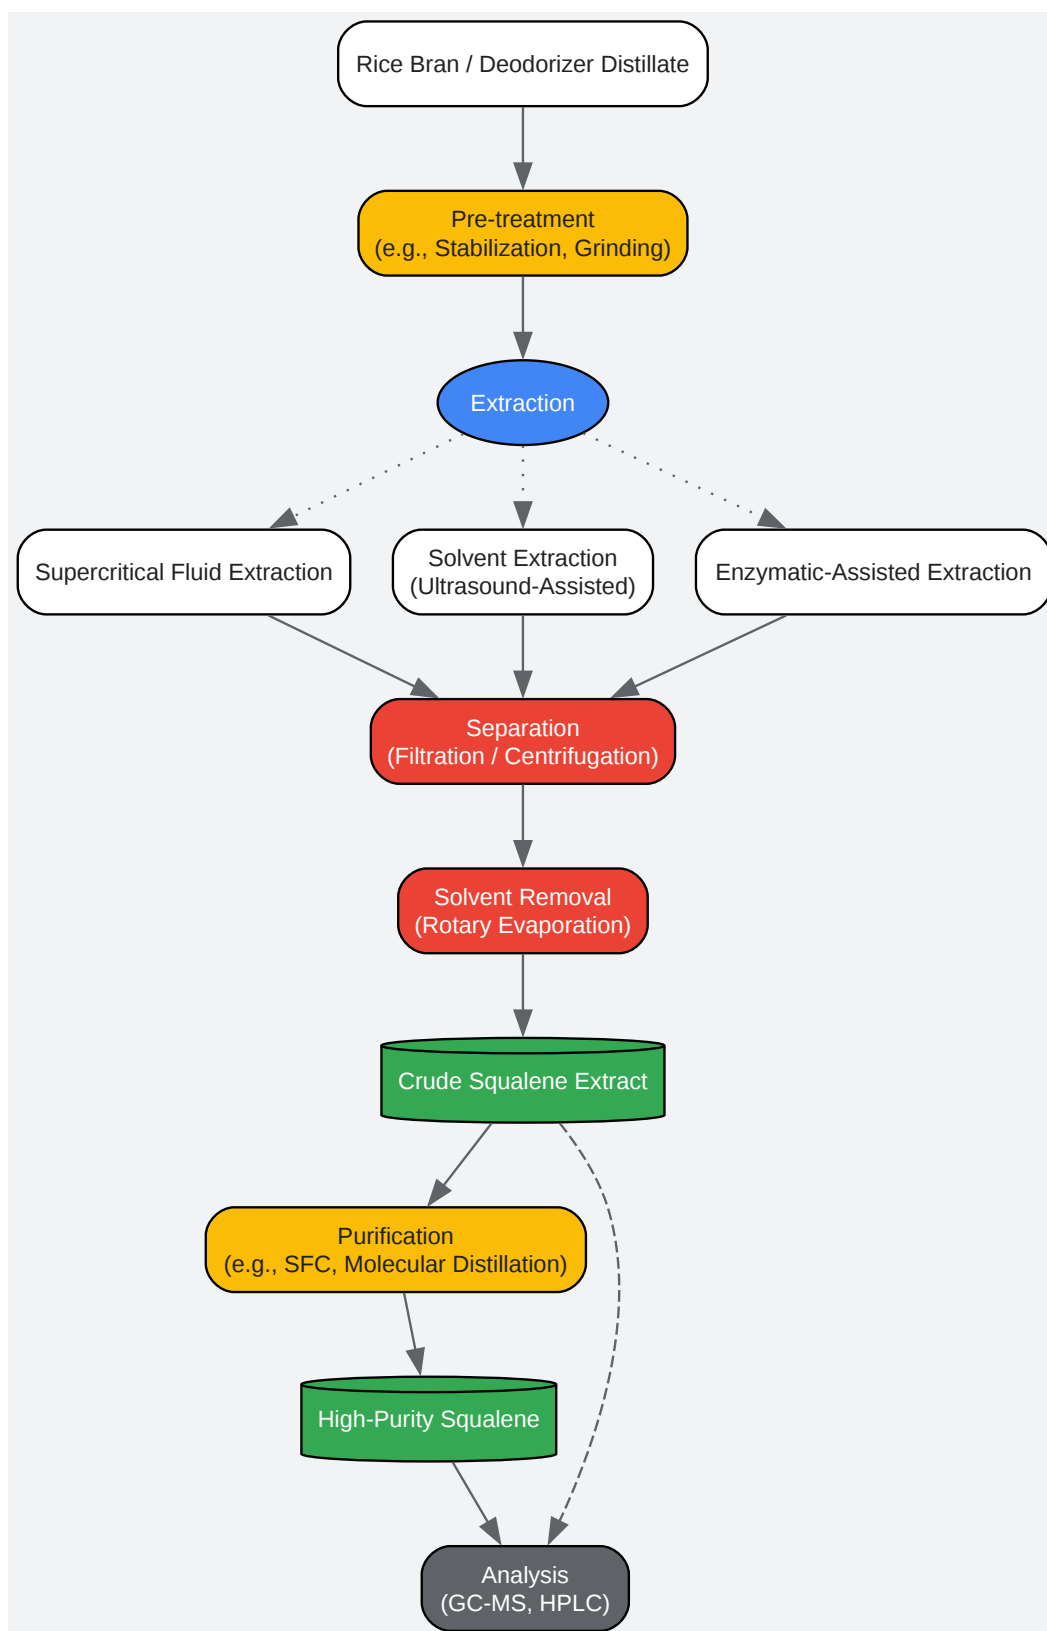 Rice Bran / Deodorizer Distillate
Pre-treatment
(e.g., Stabilization, Grinding)
Extraction
Supercritical Fluid Extraction
Solvent Extraction
(Ultrasound-Assisted)
Enzymatic-Assisted Extraction
Separation
(Filtration / Centrifugation)
Solvent Removal
(Rotary Evaporation)
Crude Squalene Extract
Purification
(e.g., SFC, Molecular Distillation)
High-Purity Squalene
Analysis
(GC-MS, HPLC)